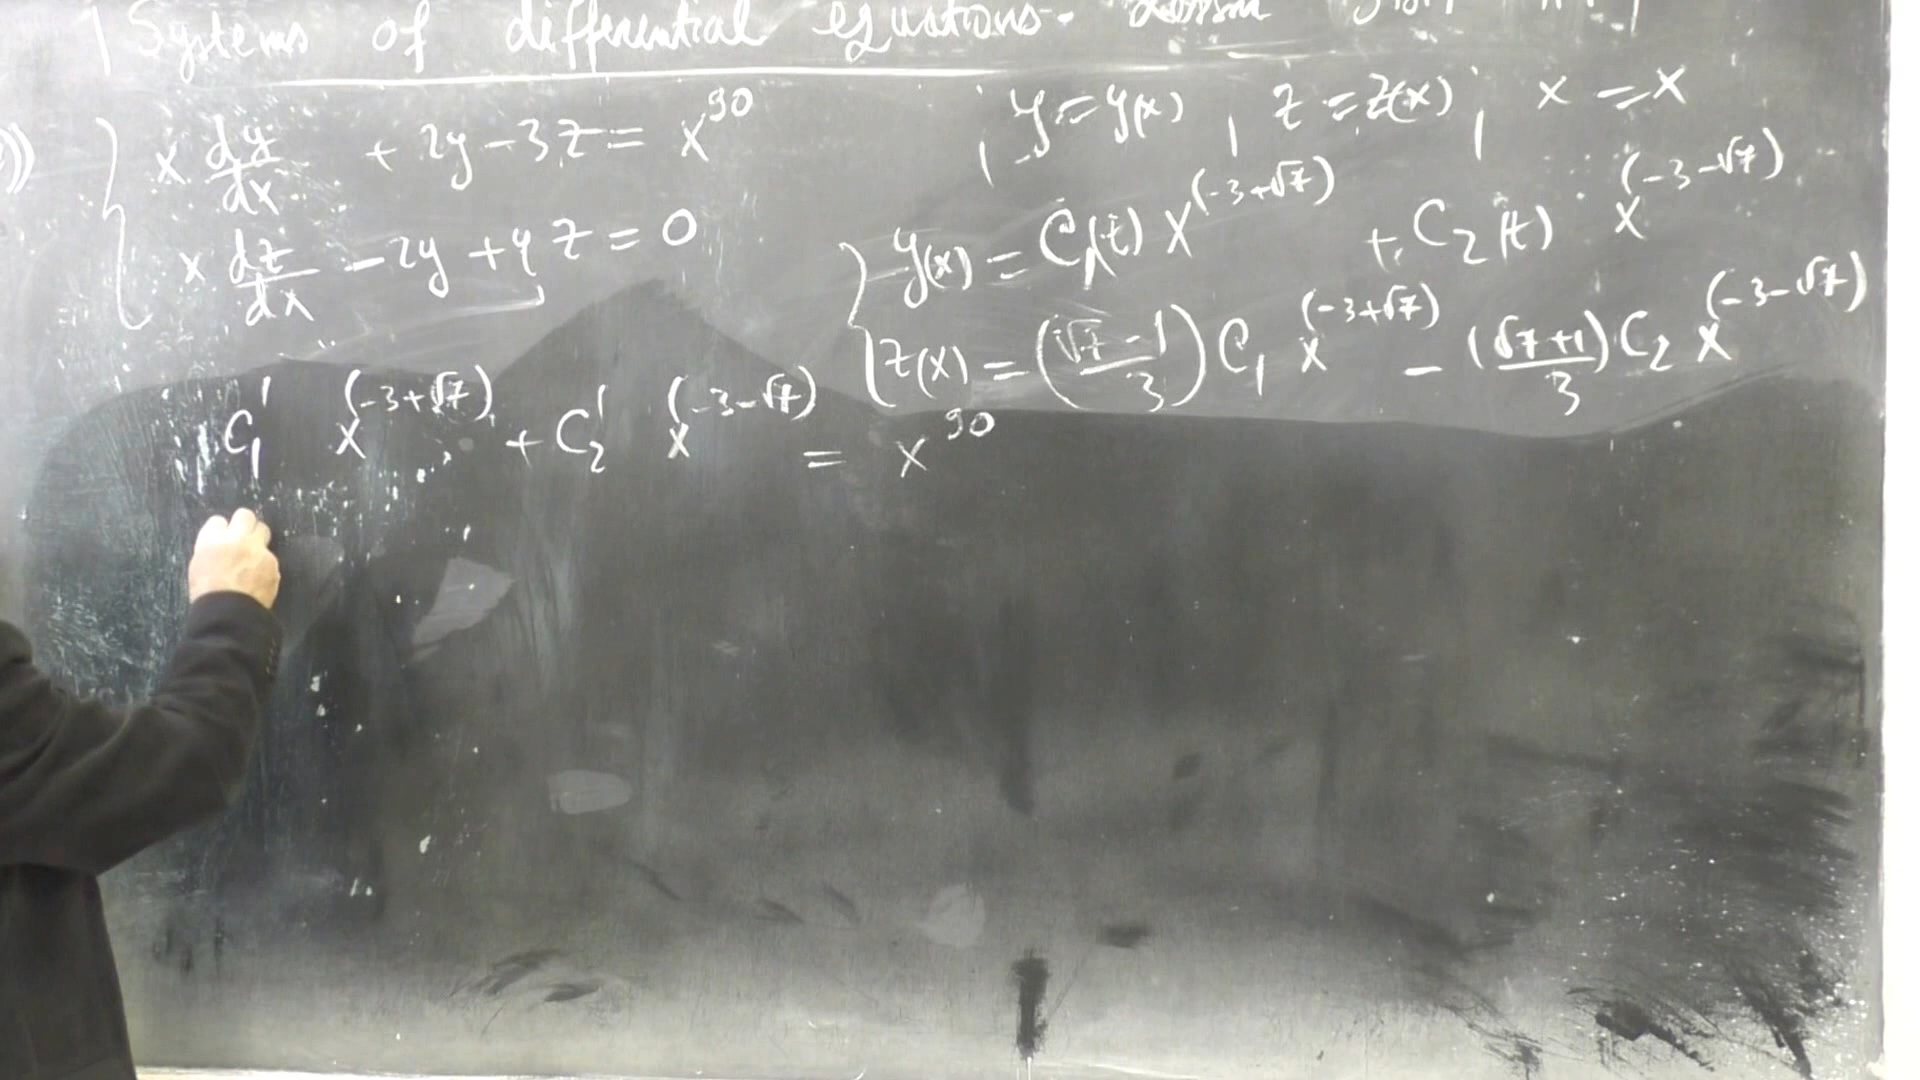 Systems of differential equations.
x dy/dx + 2y - 3z = x^90 , y = y(x) , z = z(x) , x = x
x dz/dx - 2y + 4z = 0
y(x) = C₁(t) x^(-3+√7) + C₂(t) x^(-3-√7)
z(x) = ((√7-1)/3) C₁ x^(-3+√7) - ((√7+1)/3) C₂ x^(-3-√7)
C₁' x^(-3+√7) + C₂' x^(-3-√7) = x^90